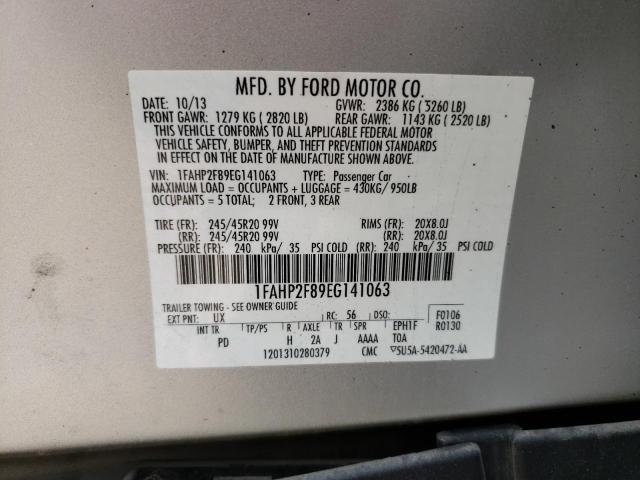 MFD. BY FORD MOTOR CO.
DATE: 10/13 GVWR: 2386 KG ( 5260 LB)
FRONT GAWR: 1279 KG ( 2820 LB) REAR GAWR: 1143 KG ( 2520 LB)
THIS VEHICLE CONFORMS TO ALL APPLICABLE FEDERAL MOTOR
VEHICLE SAFETY, BUMPER, AND THEFT PREVENTION STANDARDS
IN EFFECT ON THE DATE OF MANUFACTURE SHOWN ABOVE.
VIN: 1FAHP2F89EG141063 TYPE: Passenger Car
MAXIMUM LOAD = OCCUPANTS + LUGGAGE = 430KG/ 950LB
OCCUPANTS = 5 TOTAL; 2 FRONT, 3 REAR
TIRE (FR): 245/45R20 99V RIMS (FR): 20X8.0J
(RR): 245/45R20 99V (RR): 20X8.0J
PRESSURE (FR): 240 kPa/ 35 PSI COLD (RR): 240 kPa/ 35 PSI COLD
1FAHP2F89EG141063
TRAILER TOWING - SEE OWNER GUIDE
EXT PNT: UX RC: 56 DSO: F0106
INT TR TP/PS R AXLE TR SPR EPH1F R0130
PD H 2A J AAAA T0A
1201310280379 CMC 5U5A-5420472-AA